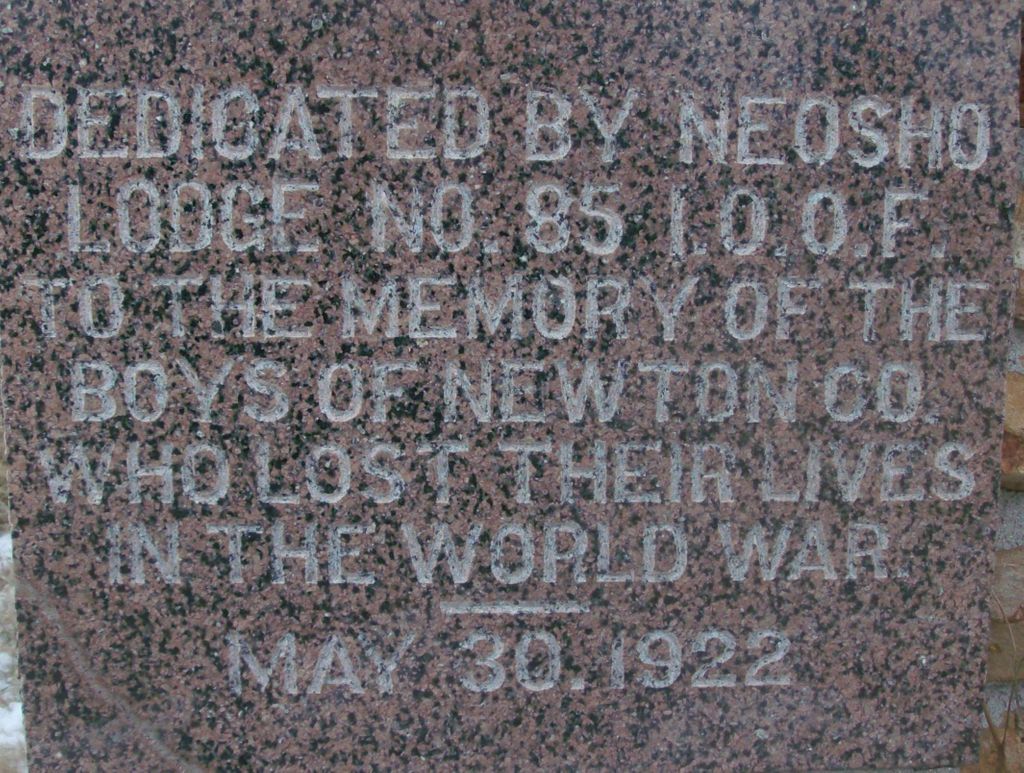 DEDICATED BY NEOSHO
LODGE NO. 85 I.O.O.F.
TO THE MEMORY OF THE
BOYS OF NEWTON CO.
WHO LOST THEIR LIVES
IN THE WORLD WAR.
MAY 30. 1922